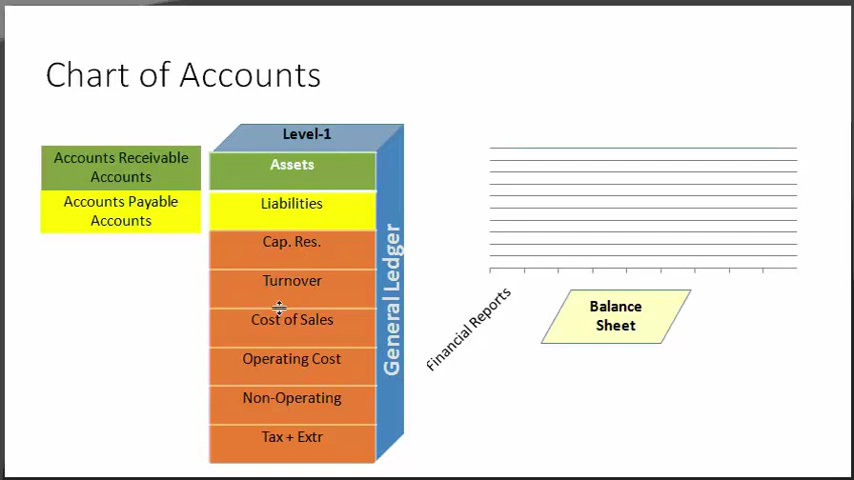 Chart of Accounts
Level-1
Accounts Receivable
Accounts
Assets
Accounts Payable
Accounts
Liabilities
Cap. Res.
Turnover
Cost of Sales
Operating Cost
Non-Operating
Tax + Extr
General Ledger
Financial Reports
Balance
Sheet